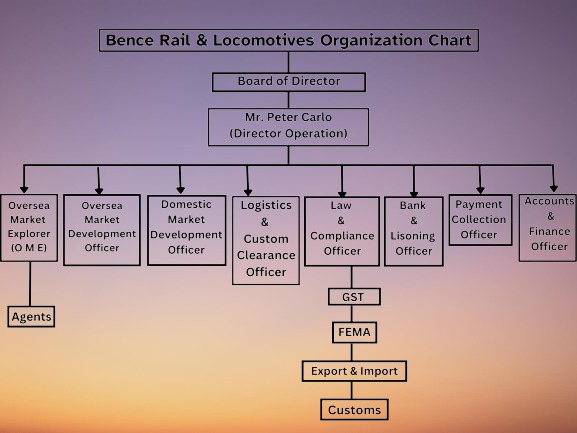 Bence Rail & Locomotives Organization Chart
Board of Director
Mr. Peter Carlo
(Director Operation)
Oversea
Market
Explorer
(O M E)
Oversea
Market
Development
Officer
Domestic
Market
Development
Officer
Logistics
&
Custom
Clearance
Officer
Law
&
Compliance
Officer
Bank
&
Lisoning
Officer
Payment
Collection
Officer
Accounts
&
Finance
Officer
Agents
GST
FEMA
Export & Import
Customs